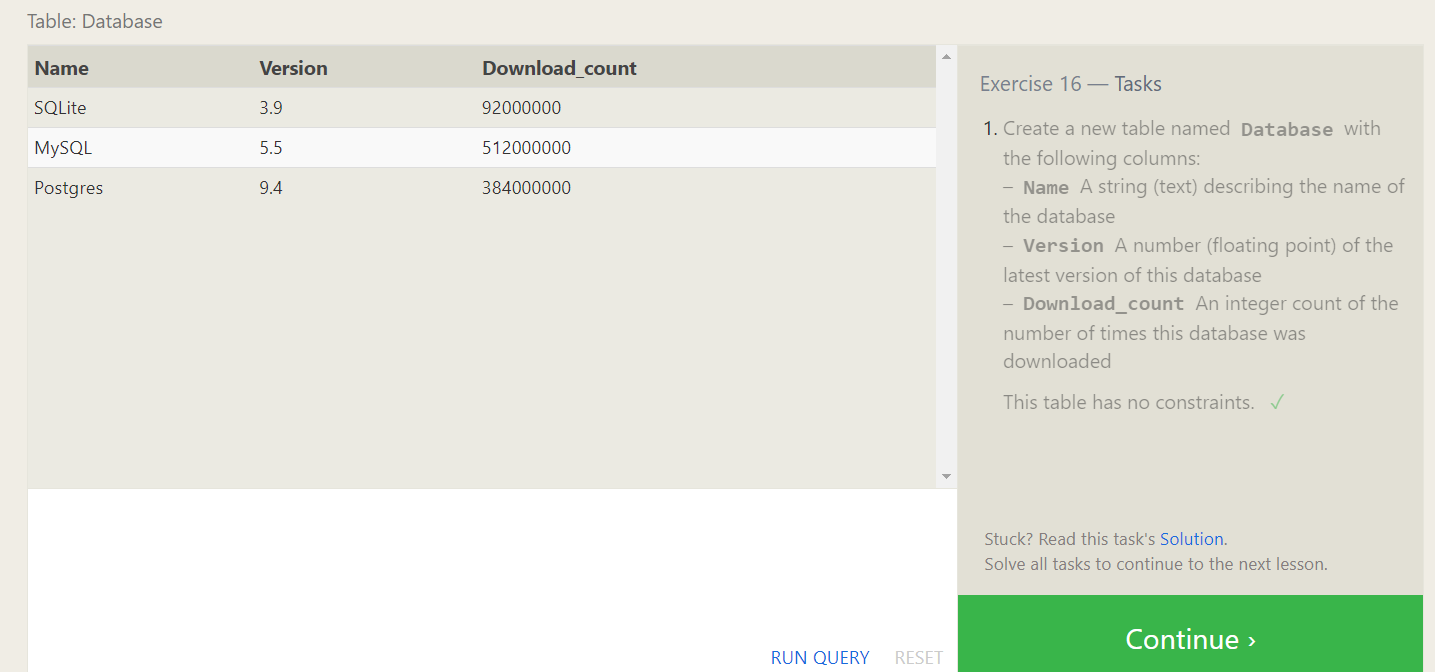 Table: Database
Name Version Download_count
SQLite 3.9 92000000
MySQL 5.5 512000000
Postgres 9.4 384000000
RUN QUERY RESET
Exercise 16 — Tasks
1. Create a new table named Database with
the following columns:
– Name A string (text) describing the name of
the database
– Version A number (floating point) of the
latest version of this database
– Download_count An integer count of the
number of times this database was
downloaded
This table has no constraints. ✓
Stuck? Read this task's Solution.
Solve all tasks to continue to the next lesson.
Continue ›